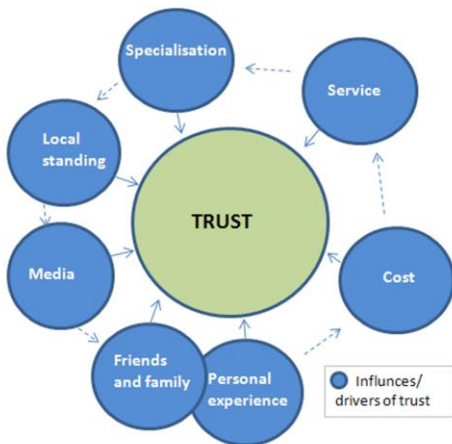 Specialisation
Service
Local
standing
TRUST
Media
Cost
Friends
and family
Personal
experience
Influnces/
drivers of trust